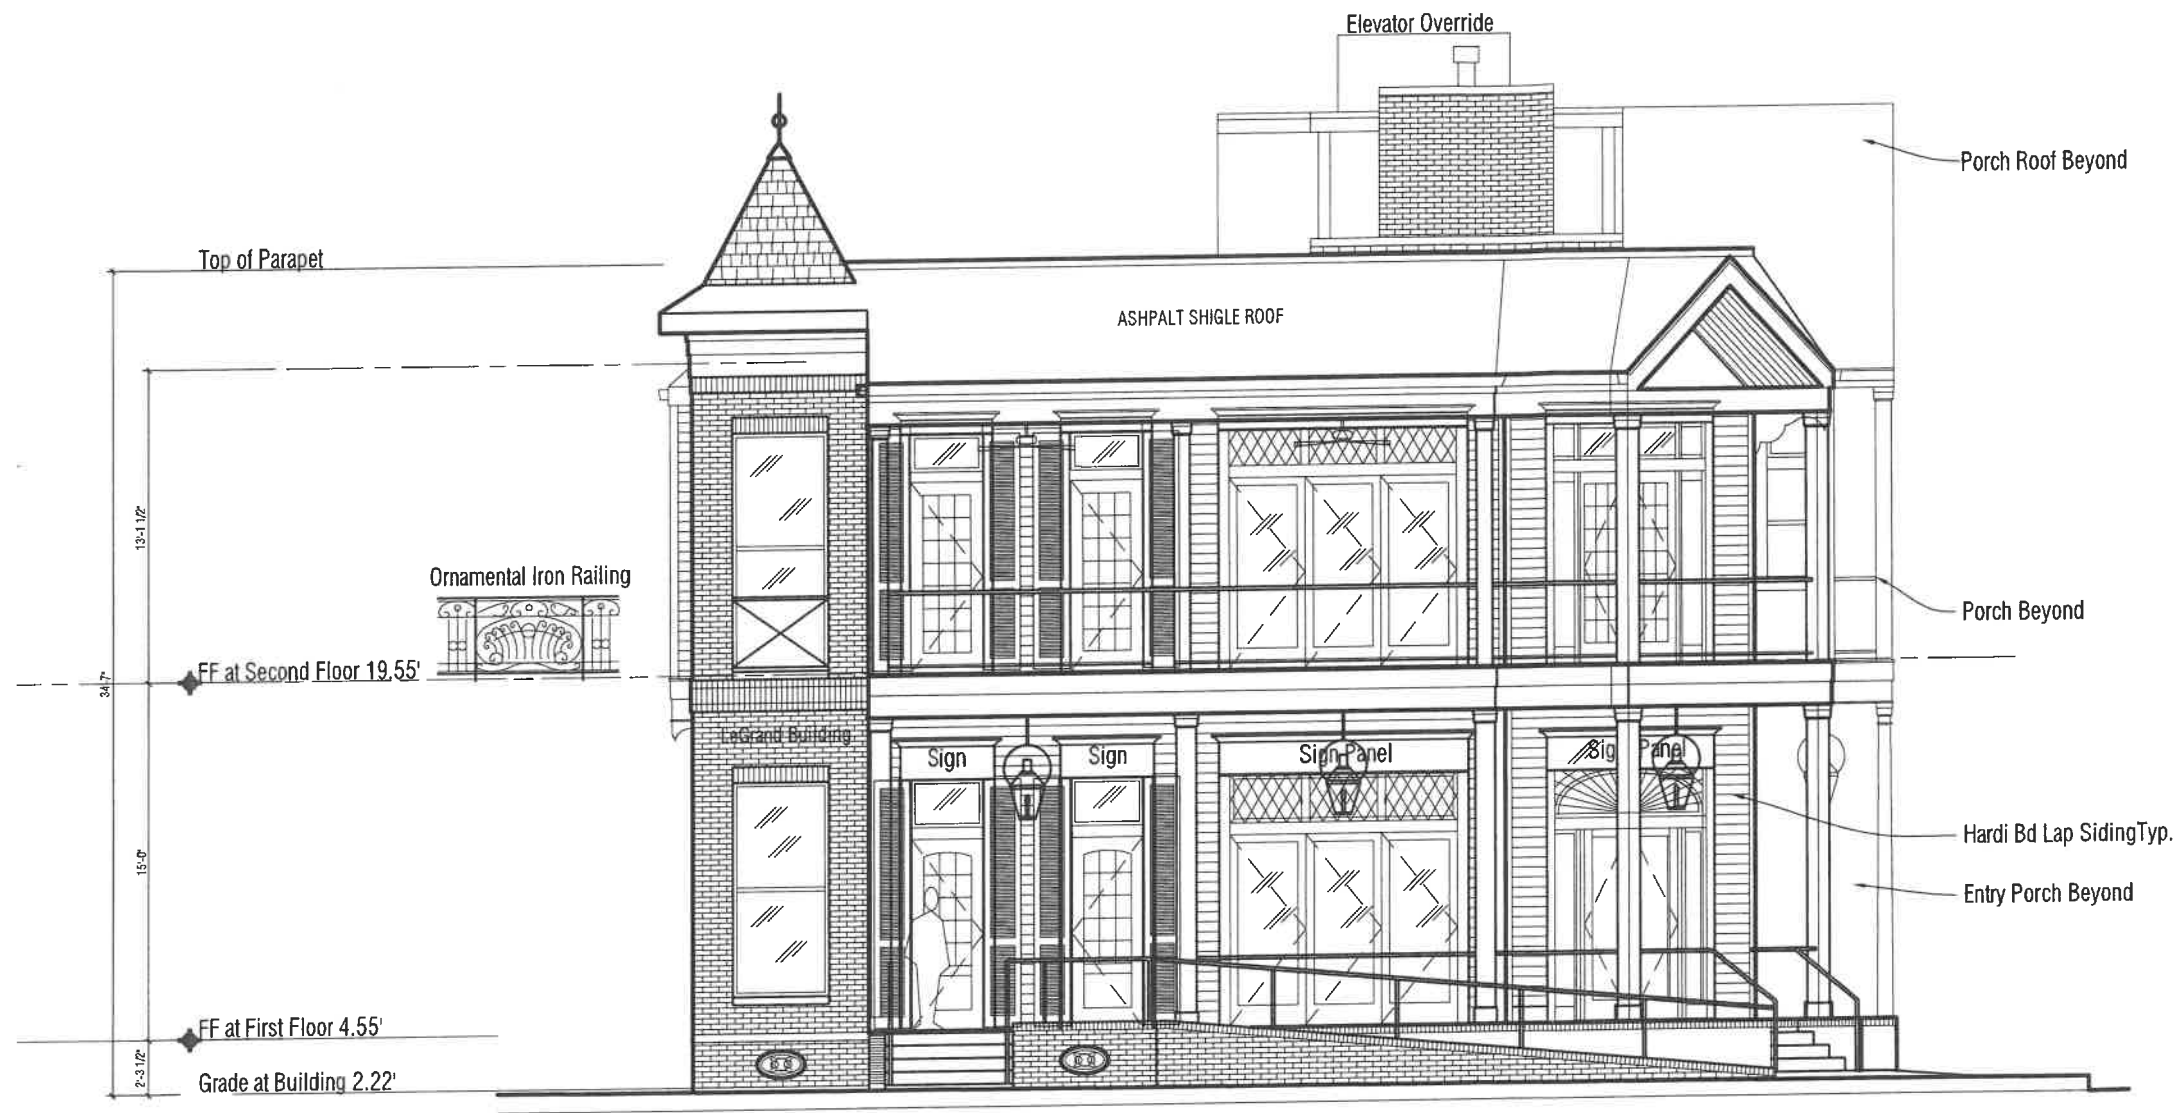 Elevator Override
Porch Roof Beyond
Top of Parapet
ASHPALT SHIGLE ROOF
13'-1 1/2"
Ornamental Iron Railing
Porch Beyond
FF at Second Floor 19.55'
34'-7"
LeGrand Building
Sign
Sign
Sign Panel
Sign Panel
Hardi Bd Lap SidingTyp.
15'-0"
Entry Porch Beyond
FF at First Floor 4.55'
2'-3 1/2"
Grade at Building 2.22'